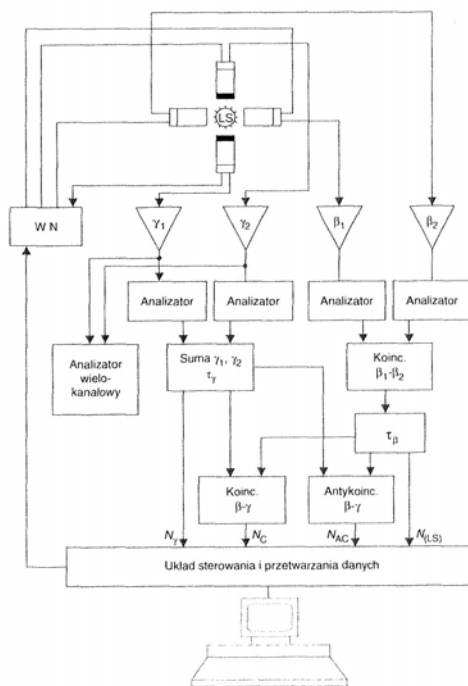 LS
W N
γ1
γ2
β1
β2
Analizator
Analizator
Analizator
Analizator
Analizator
wielo-
kanałowy
Suma γ1, γ2
τγ
Koinc.
β1-β2
τβ
Koinc.
β-γ
Antykoinc.
β-γ
Nγ
NC
NAC
N(LS)
Układ sterowania i przetwarzania danych